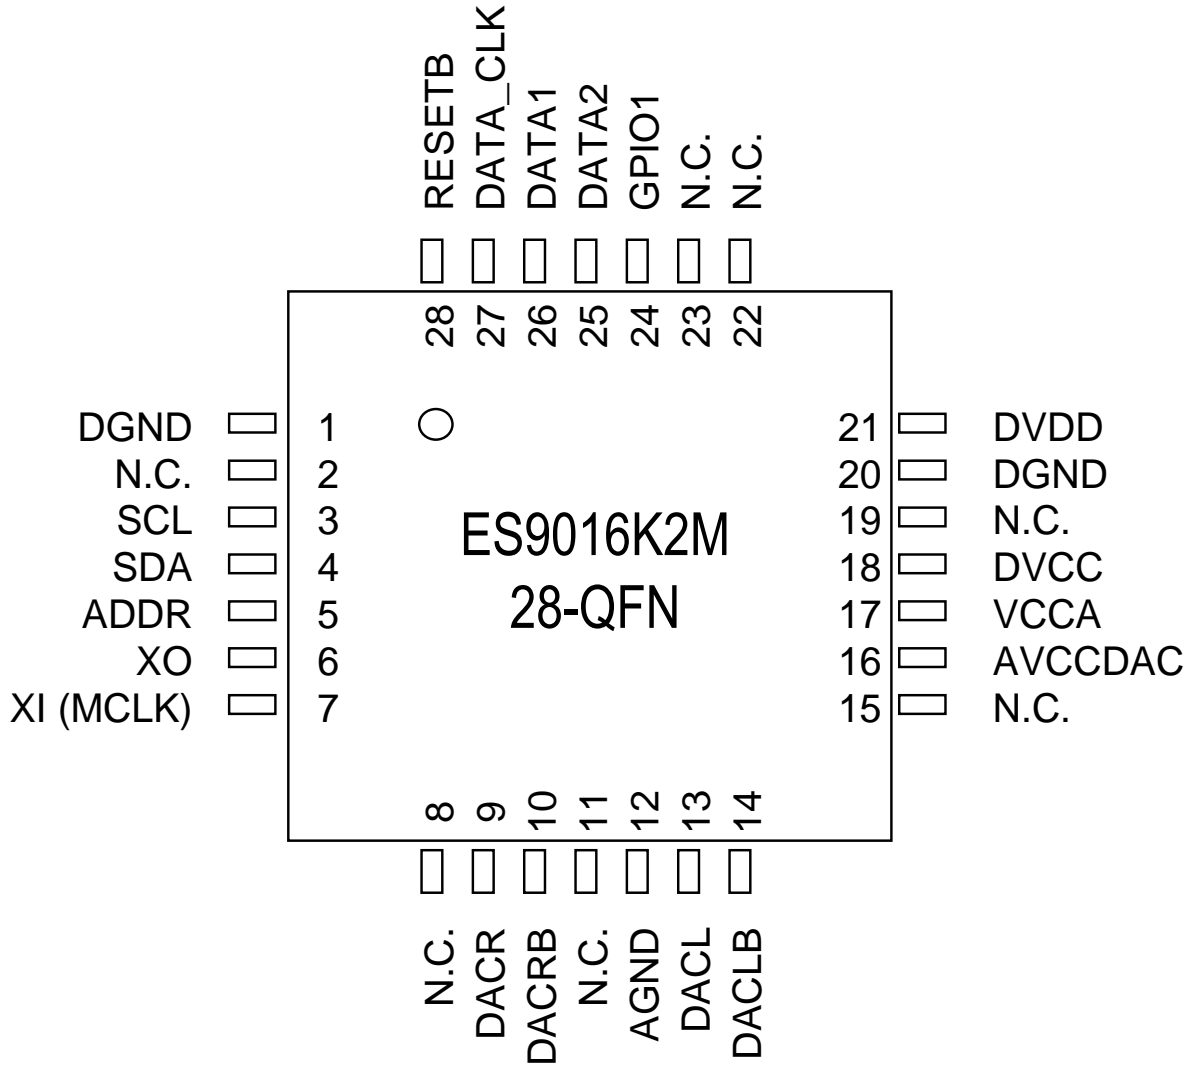 RESETB
DATA_CLK
DATA1
DATA2
GPIO1
N.C.
N.C.
28
27
26
25
24
23
22
DGND 1
N.C. 2
SCL 3
SDA 4
ADDR 5
XO 6
XI (MCLK) 7
ES9016K2M
28-QFN
21 DVDD
20 DGND
19 N.C.
18 DVCC
17 VCCA
16 AVCCDAC
15 N.C.
8
9
10
11
12
13
14
N.C.
DACR
DACRB
N.C.
AGND
DACL
DACLB